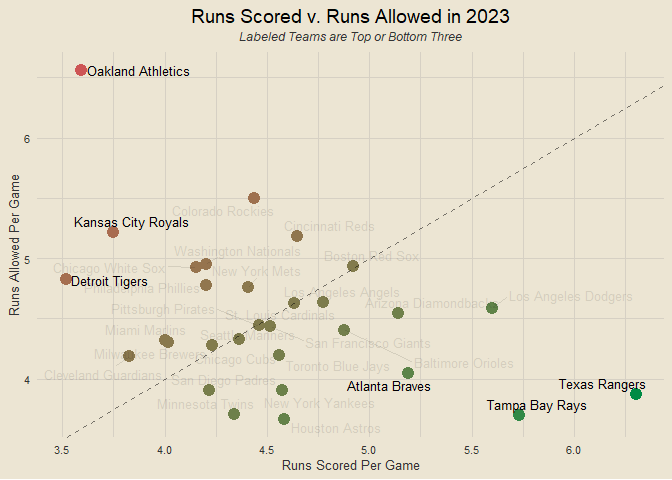 Runs Scored v. Runs Allowed in 2023
Labeled Teams are Top or Bottom Three
Oakland Athletics
6
Colorado Rockies
Kansas City Royals
Cincinnati Reds
Washington Nationals
Boston Red Sox
5
Chicago White Sox
New York Mets
Detroit Tigers
Philadelphia Phillies
Los Angeles Angels
Los Angeles Dodgers
Arizona Diamondbacks
Pittsburgh Pirates
St. Louis Cardinals
Miami Marlins
Seattle Mariners
San Francisco Giants
Milwaukee Brewers
Chicago Cubs
Baltimore Orioles
Toronto Blue Jays
Cleveland Guardians
4
San Diego Padres
Atlanta Braves
Texas Rangers
Minnesota Twins
New York Yankees
Tampa Bay Rays
Houston Astros
3.5
4.0
4.5
5.0
5.5
6.0
Runs Scored Per Game
Runs Allowed Per Game